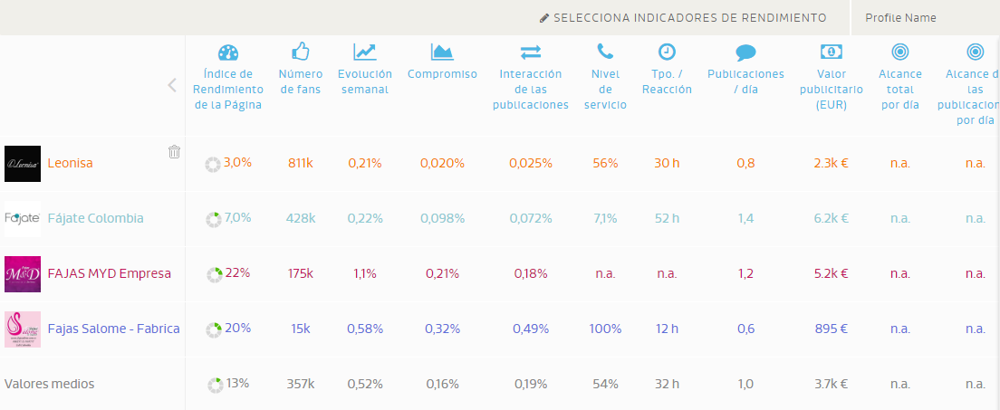 SELECCIONA INDICADORES DE RENDIMIENTO Profile Name
Índice de Rendimiento de la Página
Número de fans
Evolución semanal
Compromiso
Interacción de las publicaciones
Nivel de servicio
Tpo. / Reacción
Publicaciones / día
Valor publicitario (EUR)
Alcance total por día
Alcance d las publicacion por día
Leonisa Leonisa 3,0% 811k 0,21% 0,020% 0,025% 56% 30 h 0,8 2.3k € n.a. n.a.
Fájate Fájate Colombia 7,0% 428k 0,22% 0,098% 0,072% 7,1% 52 h 1,4 6.2k € n.a. n.a.
M&D FAJAS MYD Empresa 22% 175k 1,1% 0,21% 0,18% n.a. n.a. 1,2 5.2k € n.a. n.a.
Fajas Salome - Fabrica 20% 15k 0,58% 0,32% 0,49% 100% 12 h 0,6 895 € n.a. n.a.
Valores medios 13% 357k 0,52% 0,16% 0,19% 54% 32 h 1,0 3.7k € n.a. n.a.